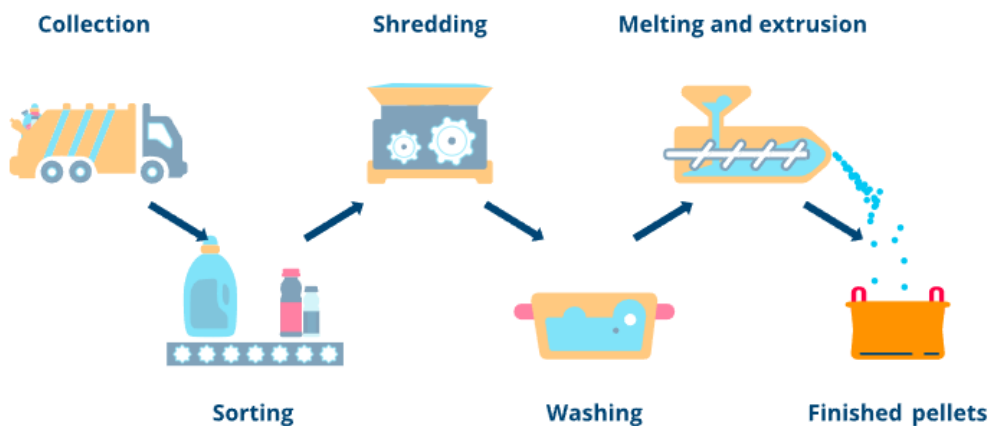 Collection
Shredding
Melting and extrusion
Sorting
Washing
Finished pellets